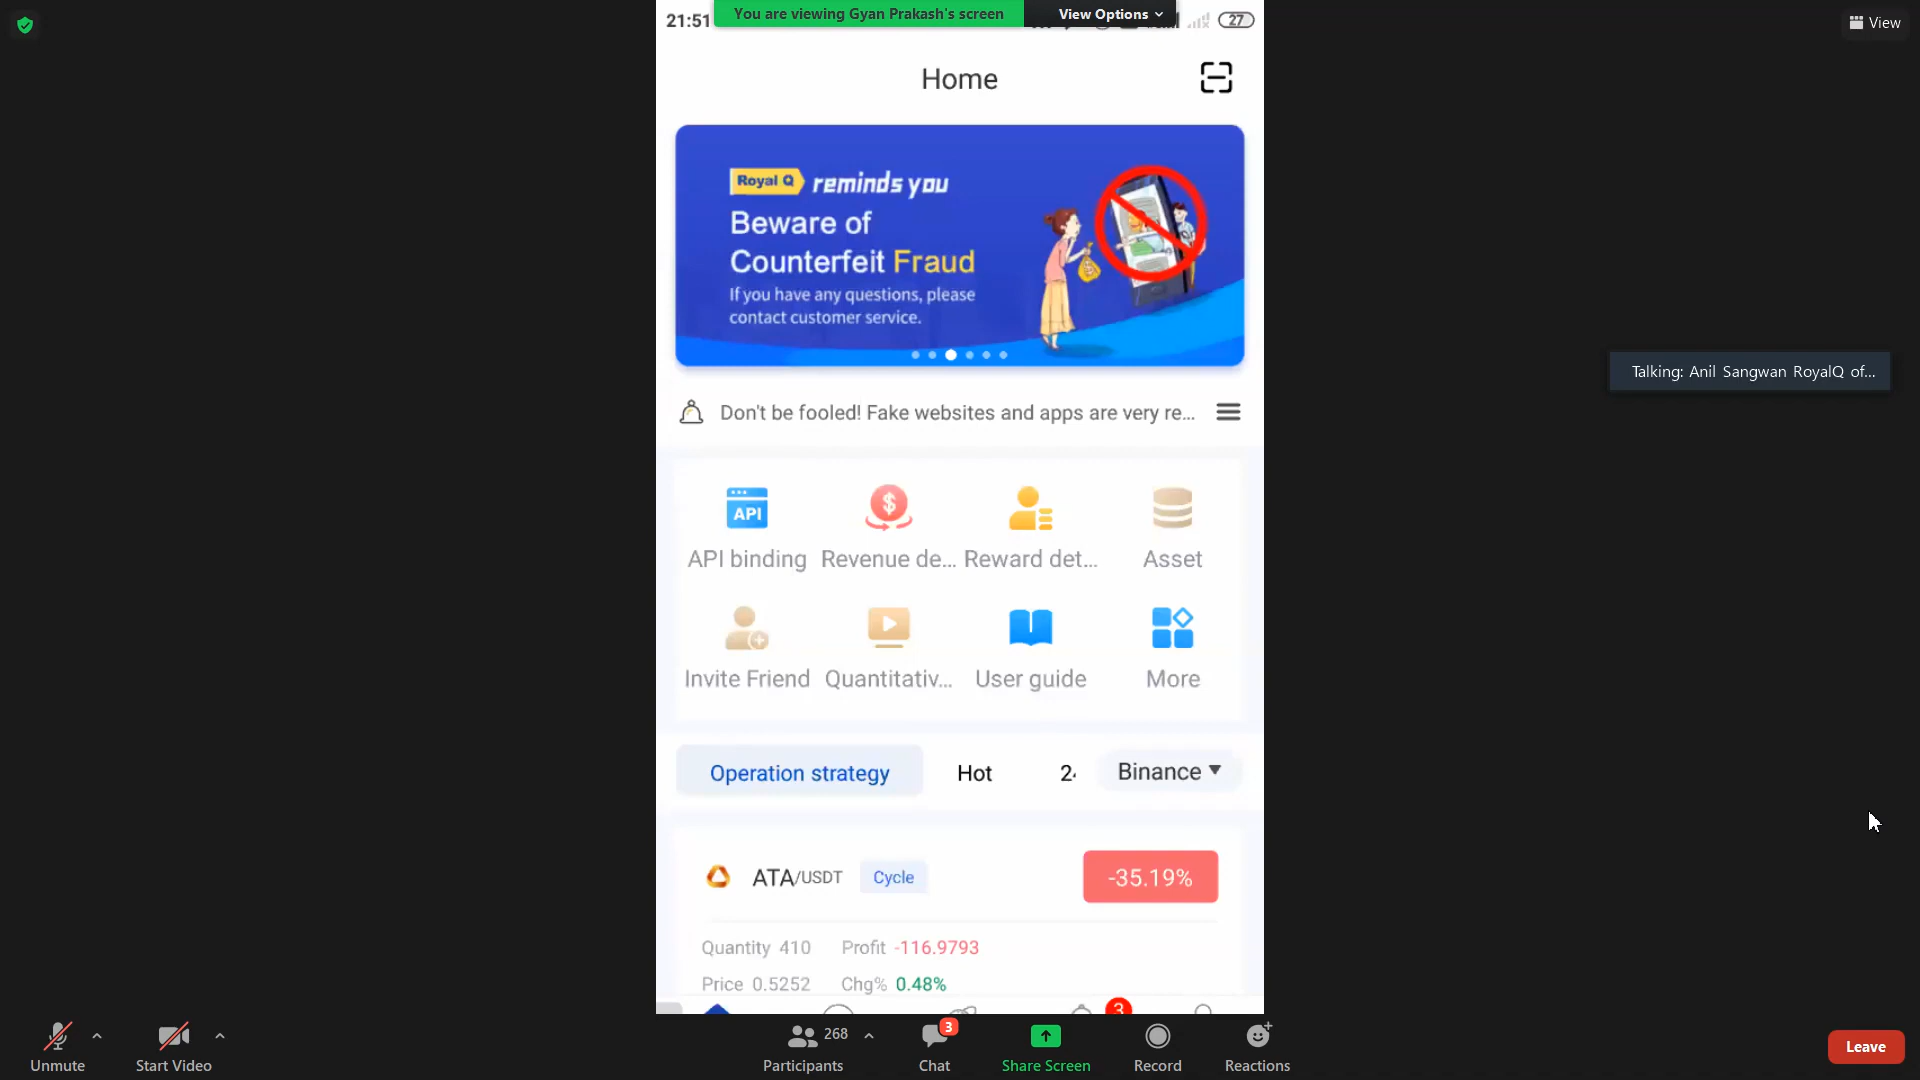 You are viewing Gyan Prakash's screen
View Options
View
21:51
27
Home
Royal Q reminds you
Beware of
Counterfeit Fraud
If you have any questions, please
contact customer service.
Talking: Anil Sangwan RoyalQ of...
Don't be fooled! Fake websites and apps are very re...
API
$
API binding Revenue de... Reward det... Asset
Invite Friend Quantitativ... User guide More
Operation strategy Hot 2 Binance
ATA/USDT Cycle -35.19%
Quantity 410 Profit -116.9793
Price 0.5252 Chg% 0.48%
3
268
3
Unmute Start Video Participants Chat Share Screen Record Reactions
Leave